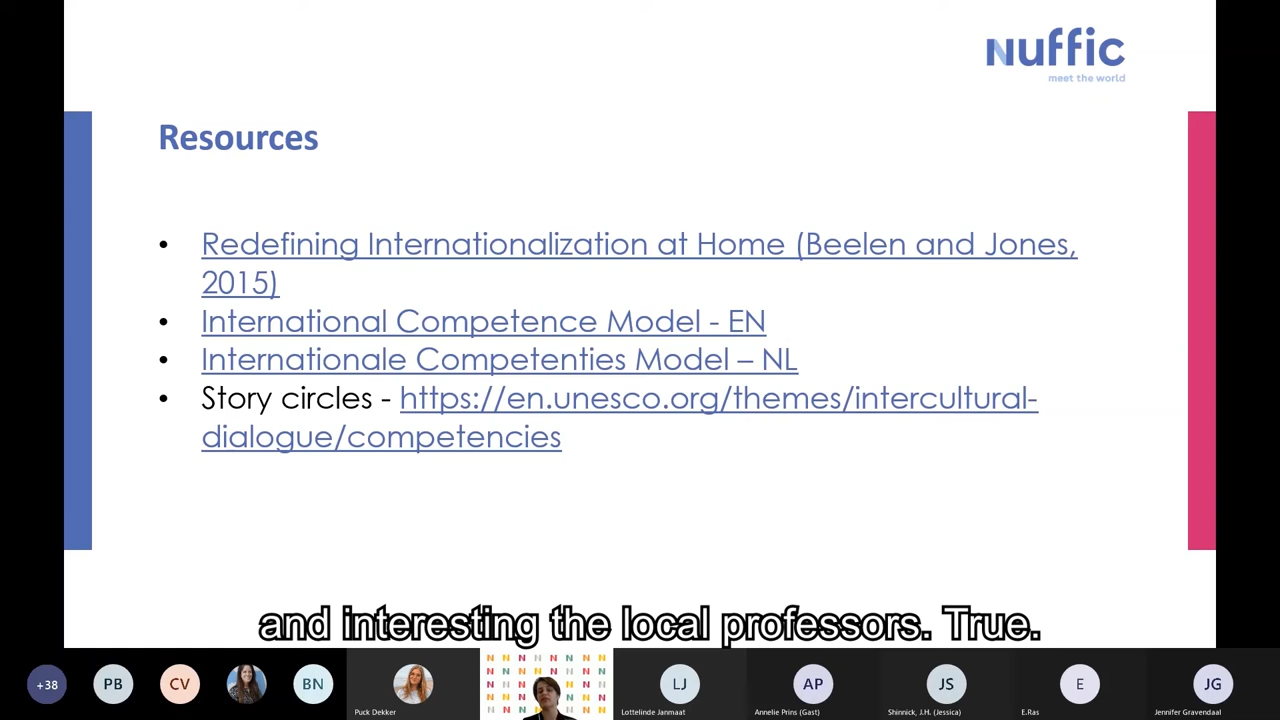 Nuffic
meet the world
Resources
• Redefining Internationalization at Home (Beelen and Jones,
2015)
• International Competence Model - EN
• Internationale Competenties Model – NL
• Story circles - https://en.unesco.org/themes/intercultural-
dialogue/competencies
and interesting the local professors. True.
+38
PB
CV
BN
Puck Dekker
LJ
Lottelinde Janmaat
AP
Annelie Prins (Gast)
JS
Shinnick, J.H. (Jessica)
E
E.Ras
JG
Jennifer Gravendaal